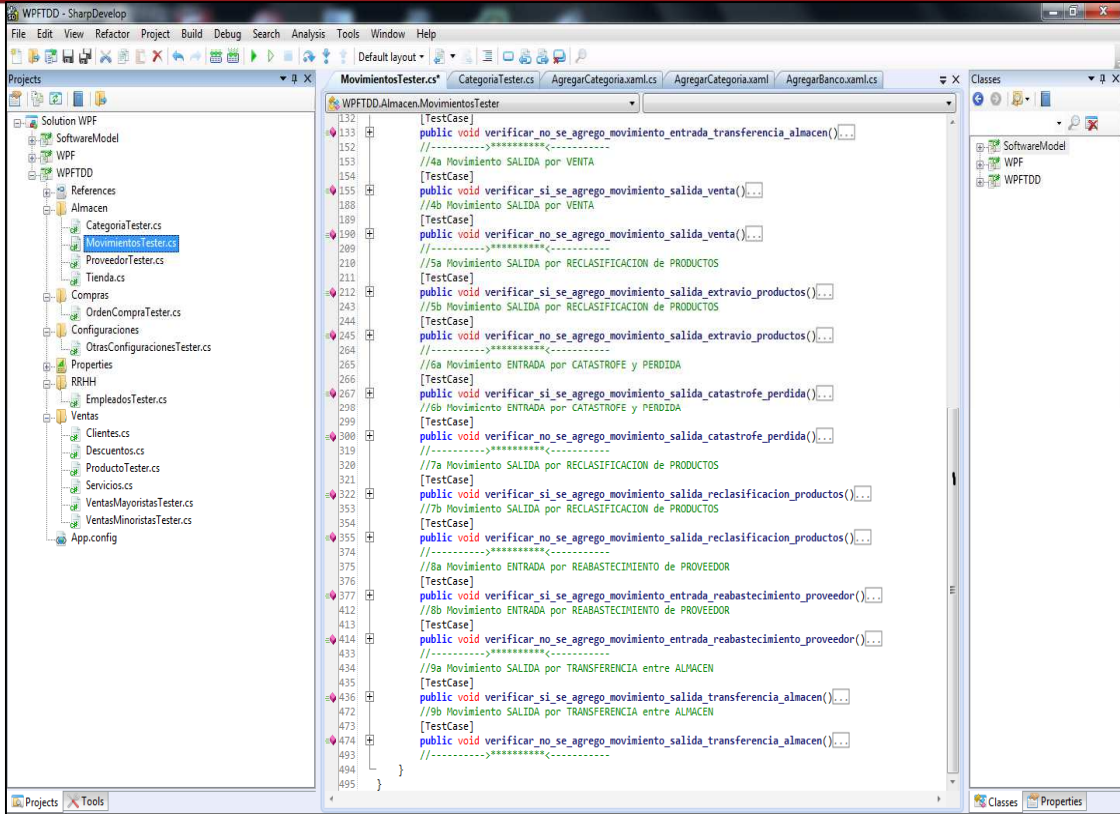 WPFTDD - SharpDevelop
File Edit View Refactor Project Build Debug Search Analysis Tools Window Help
Default layout
Projects
Solution WPF
SoftwareModel
WPF
WPFTDD
References
Almacen
CategoriaTester.cs
MovimientosTester.cs
ProveedorTester.cs
Tienda.cs
Compras
OrdenCompraTester.cs
Configuraciones
OtrasConfiguracionesTester.cs
Properties
RRHH
EmpleadosTester.cs
Ventas
Clientes.cs
Descuentos.cs
ProductoTester.cs
Servicios.cs
VentasMayoristasTester.cs
VentasMinoristasTester.cs
App.config
Projects Tools
MovimientosTester.cs* CategoriaTester.cs AgregarCategoria.xaml.cs AgregarCategoria.xaml AgregarBanco.xaml.cs
WPFTDD.Almacen.MovimientosTester
132 [TestCase]
133 public void verificar_no_se_agrego_movimiento_entrada_transferencia_almacen()...
152 //---------->**********<-----------
153 //4a Movimiento SALIDA por VENTA
154 [TestCase]
155 public void verificar_si_se_agrego_movimiento_salida_venta()...
188 //4b Movimiento SALIDA por VENTA
189 [TestCase]
190 public void verificar_no_se_agrego_movimiento_salida_venta()...
209 //---------->**********<-----------
210 //5a Movimiento SALIDA por RECLASIFICACION de PRODUCTOS
211 [TestCase]
212 public void verificar_si_se_agrego_movimiento_salida_extravio_productos()...
243 //5b Movimiento SALIDA por RECLASIFICACION de PRODUCTOS
244 [TestCase]
245 public void verificar_no_se_agrego_movimiento_salida_extravio_productos()...
264 //---------->**********<-----------
265 //6a Movimiento ENTRADA por CATASTROFE y PERDIDA
266 [TestCase]
267 public void verificar_si_se_agrego_movimiento_salida_catastrofe_perdida()...
298 //6b Movimiento ENTRADA por CATASTROFE y PERDIDA
299 [TestCase]
300 public void verificar_no_se_agrego_movimiento_salida_catastrofe_perdida()...
319 //---------->**********<-----------
320 //7a Movimiento SALIDA por RECLASIFICACION de PRODUCTOS
321 [TestCase]
322 public void verificar_si_se_agrego_movimiento_salida_reclasificacion_productos()...
353 //7b Movimiento SALIDA por RECLASIFICACION de PRODUCTOS
354 [TestCase]
355 public void verificar_no_se_agrego_movimiento_salida_reclasificacion_productos()...
374 //---------->**********<-----------
375 //8a Movimiento ENTRADA por REABASTECIMIENTO de PROVEEDOR
376 [TestCase]
377 public void verificar_si_se_agrego_movimiento_entrada_reabastecimiento_proveedor()...
412 //8b Movimiento ENTRADA por REABASTECIMIENTO de PROVEEDOR
413 [TestCase]
414 public void verificar_no_se_agrego_movimiento_entrada_reabastecimiento_proveedor()...
433 //---------->**********<-----------
434 //9a Movimiento SALIDA por TRANSFERENCIA entre ALMACEN
435 [TestCase]
436 public void verificar_si_se_agrego_movimiento_salida_transferencia_almacen()...
472 //9b Movimiento SALIDA por TRANSFERENCIA entre ALMACEN
473 [TestCase]
474 public void verificar_no_se_agrego_movimiento_salida_transferencia_almacen()...
493 //---------->**********<-----------
494 }
495 }
Classes
SoftwareModel
WPF
WPFTDD
Classes Properties